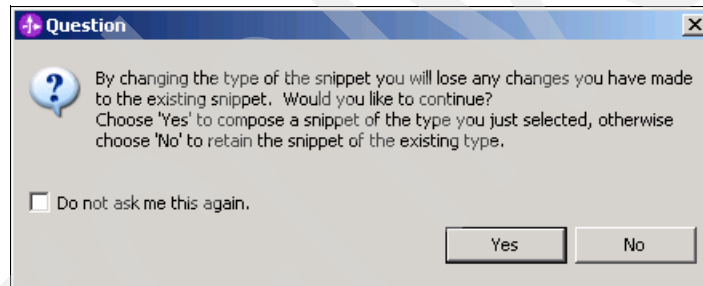 Question
By changing the type of the snippet you will lose any changes you have made
to the existing snippet. Would you like to continue?
Choose 'Yes' to compose a snippet of the type you just selected, otherwise
choose 'No' to retain the snippet of the existing type.
Do not ask me this again.
Yes No